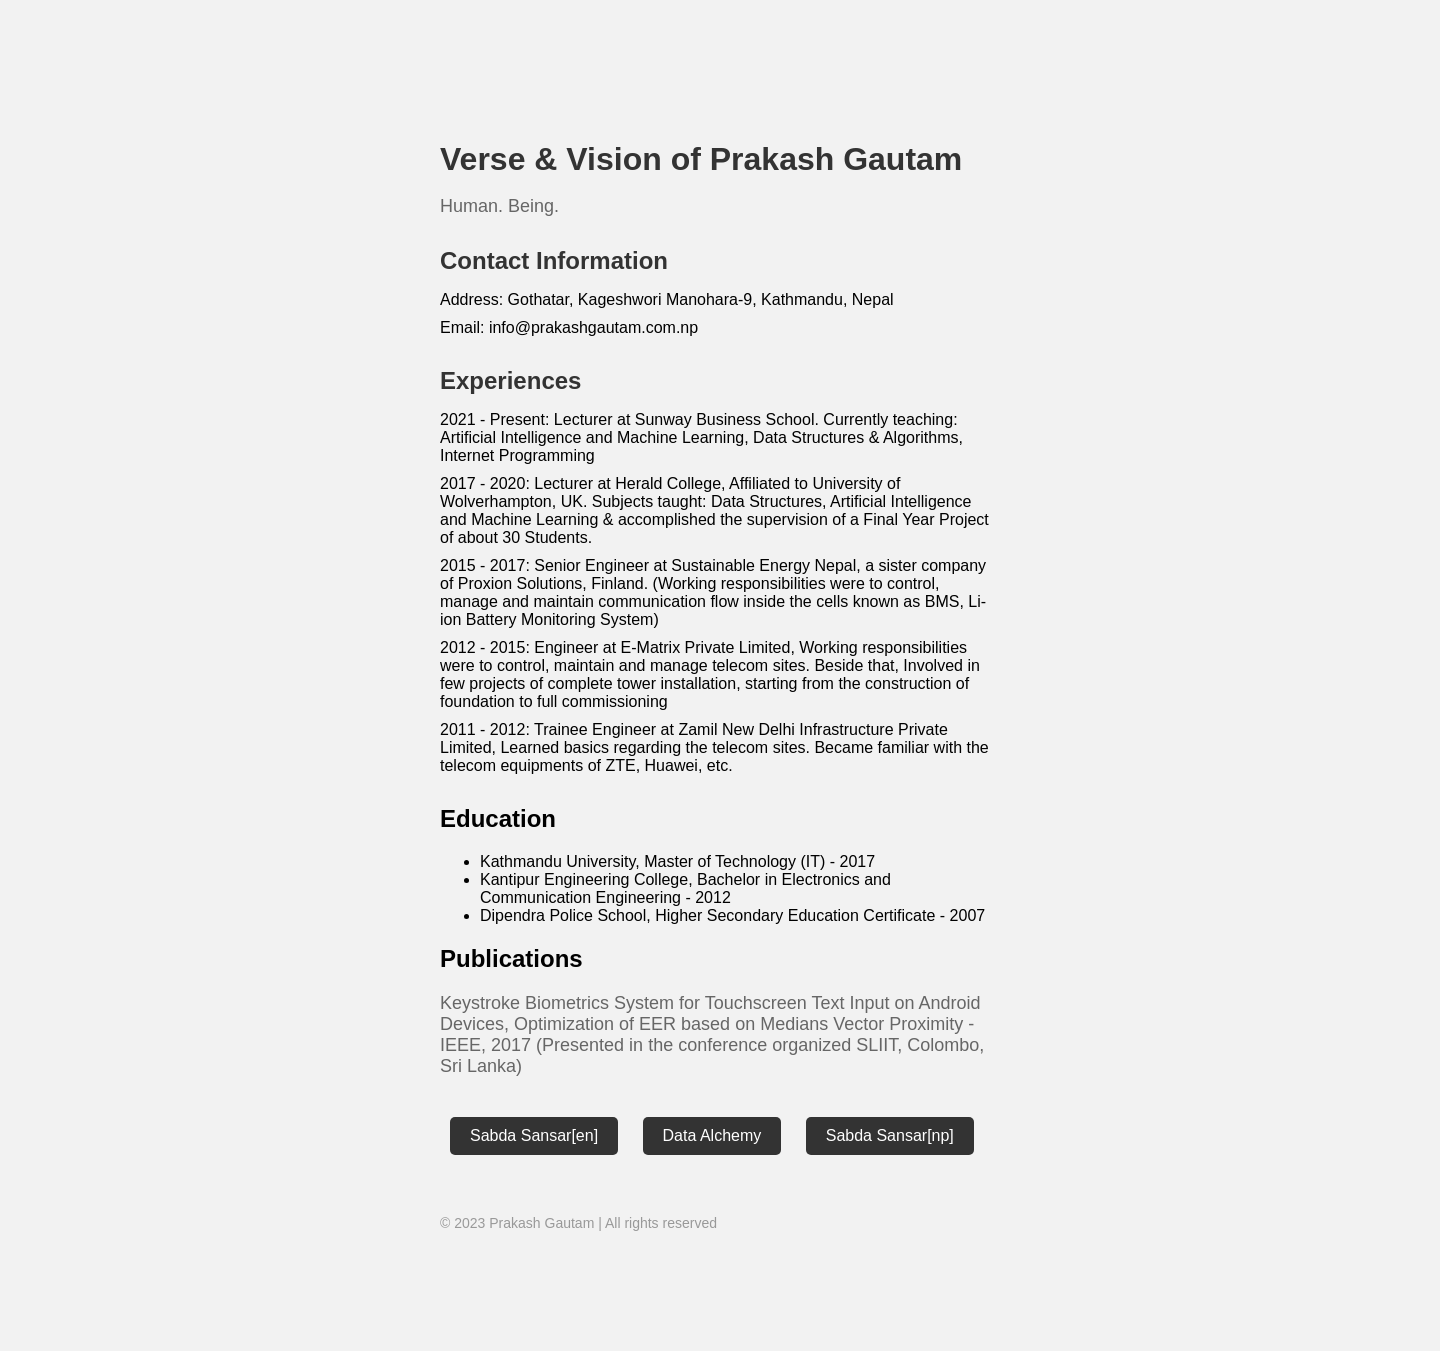 Verse & Vision of Prakash Gautam
Human. Being.
Contact Information
Address: Gothatar, Kageshwori Manohara-9, Kathmandu, Nepal
Email: info@prakashgautam.com.np
Experiences
2021 - Present: Lecturer at Sunway Business School. Currently teaching:
Artificial Intelligence and Machine Learning, Data Structures & Algorithms,
Internet Programming
2017 - 2020: Lecturer at Herald College, Affiliated to University of
Wolverhampton, UK. Subjects taught: Data Structures, Artificial Intelligence
and Machine Learning & accomplished the supervision of a Final Year Project
of about 30 Students.
2015 - 2017: Senior Engineer at Sustainable Energy Nepal, a sister company
of Proxion Solutions, Finland. (Working responsibilities were to control,
manage and maintain communication flow inside the cells known as BMS, Li-
ion Battery Monitoring System)
2012 - 2015: Engineer at E-Matrix Private Limited, Working responsibilities
were to control, maintain and manage telecom sites. Beside that, Involved in
few projects of complete tower installation, starting from the construction of
foundation to full commissioning
2011 - 2012: Trainee Engineer at Zamil New Delhi Infrastructure Private
Limited, Learned basics regarding the telecom sites. Became familiar with the
telecom equipments of ZTE, Huawei, etc.
Education
• Kathmandu University, Master of Technology (IT) - 2017
• Kantipur Engineering College, Bachelor in Electronics and
Communication Engineering - 2012
• Dipendra Police School, Higher Secondary Education Certificate - 2007
Publications
Keystroke Biometrics System for Touchscreen Text Input on Android
Devices, Optimization of EER based on Medians Vector Proximity -
IEEE, 2017 (Presented in the conference organized SLIIT, Colombo,
Sri Lanka)
Sabda Sansar[en] Data Alchemy Sabda Sansar[np]
© 2023 Prakash Gautam | All rights reserved